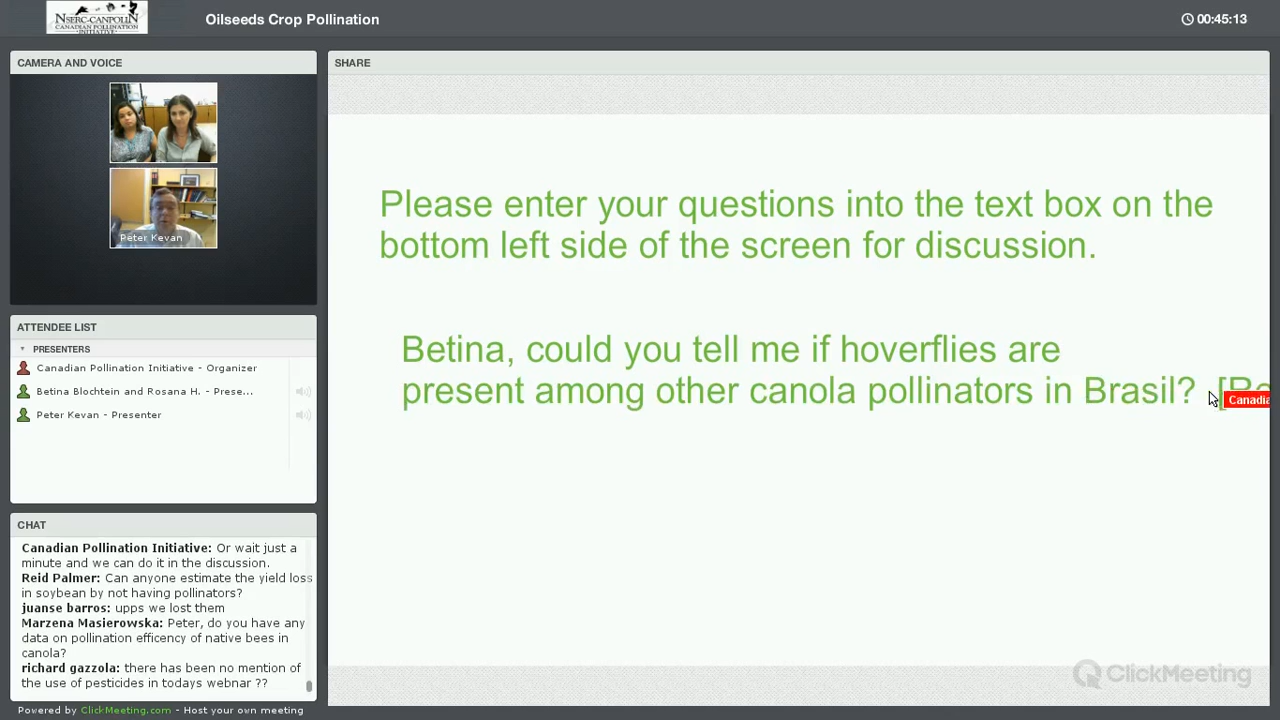 NSERC-CANPOLIN
CANADIAN POLLINATION
INITIATIVE
Oilseeds Crop Pollination
00:45:13
CAMERA AND VOICE
Peter Kevan
ATTENDEE LIST
PRESENTERS
Canadian Pollination Initiative - Organizer
Betina Blochtein and Rosana H. - Prese...
Peter Kevan - Presenter
CHAT
Canadian Pollination Initiative: Or wait just a
minute and we can do it in the discussion.
Reid Palmer: Can anyone estimate the yield loss
in soybean by not having pollinators?
juanse barros: upps we lost them
Marzena Masierowska: Peter, do you have any
data on pollination efficency of native bees in
canola?
richard gazzola: there has been no mention of
the use of pesticides in todays webnar ??
Powered by ClickMeeting.com - Host your own meeting
SHARE
Please enter your questions into the text box on the
bottom left side of the screen for discussion.
Betina, could you tell me if hoverflies are
present among other canola pollinators in Brasil?
Canadia
ClickMeeting